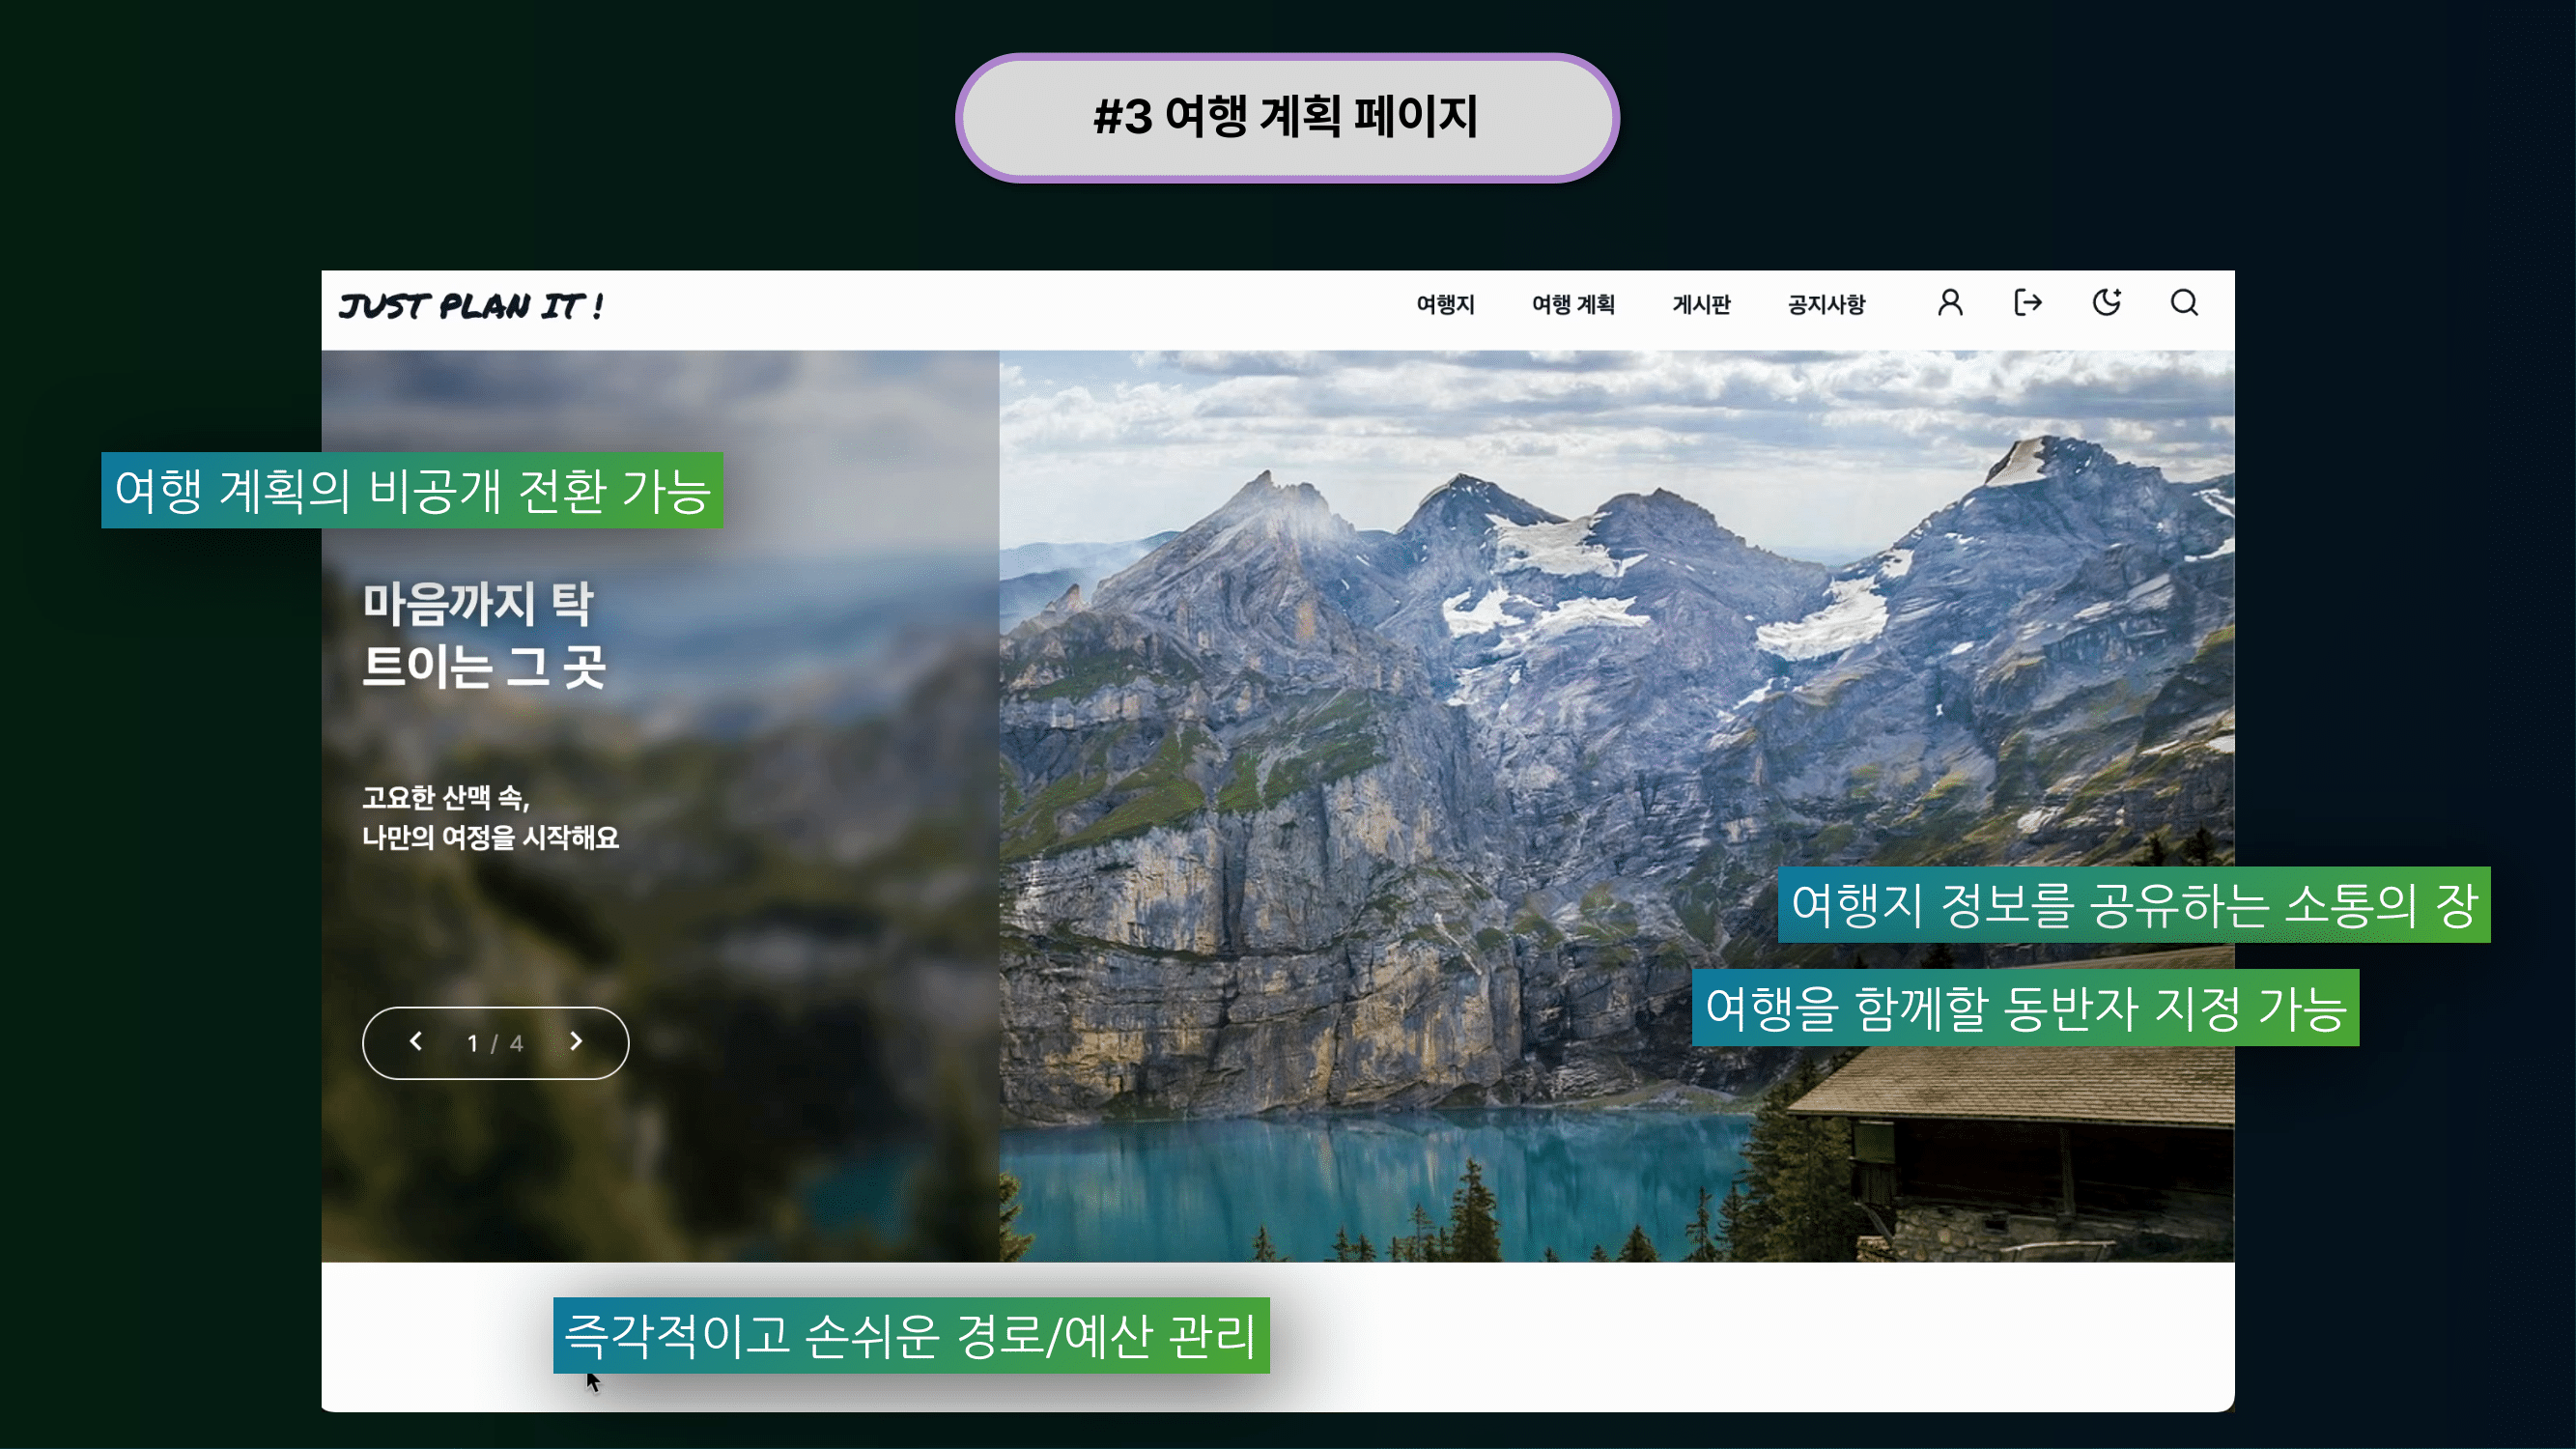 #3 여행 계획 페이지
JUST PLAN IT !
여행지 여행 계획 게시판 공지사항
여행 계획의 비공개 전환 가능
마음까지 탁
트이는 그 곳
고요한 산맥 속,
나만의 여정을 시작해요
여행지 정보를 공유하는 소통의 장
여행을 함께할 동반자 지정 가능
1 / 4
즉각적이고 손쉬운 경로/예산 관리